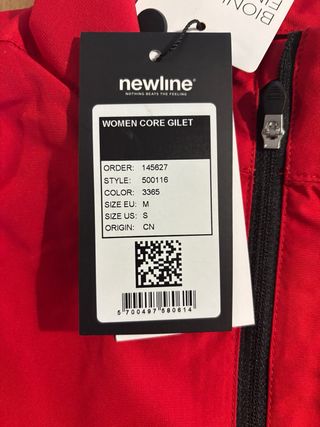 BIONI
newline®
NOTHING BEATS THE FEELING
WOMEN CORE GILET
ORDER: 145627
STYLE: 500116
COLOR: 3365
SIZE EU: M
SIZE US: S
ORIGIN: CN
5 700497 580614